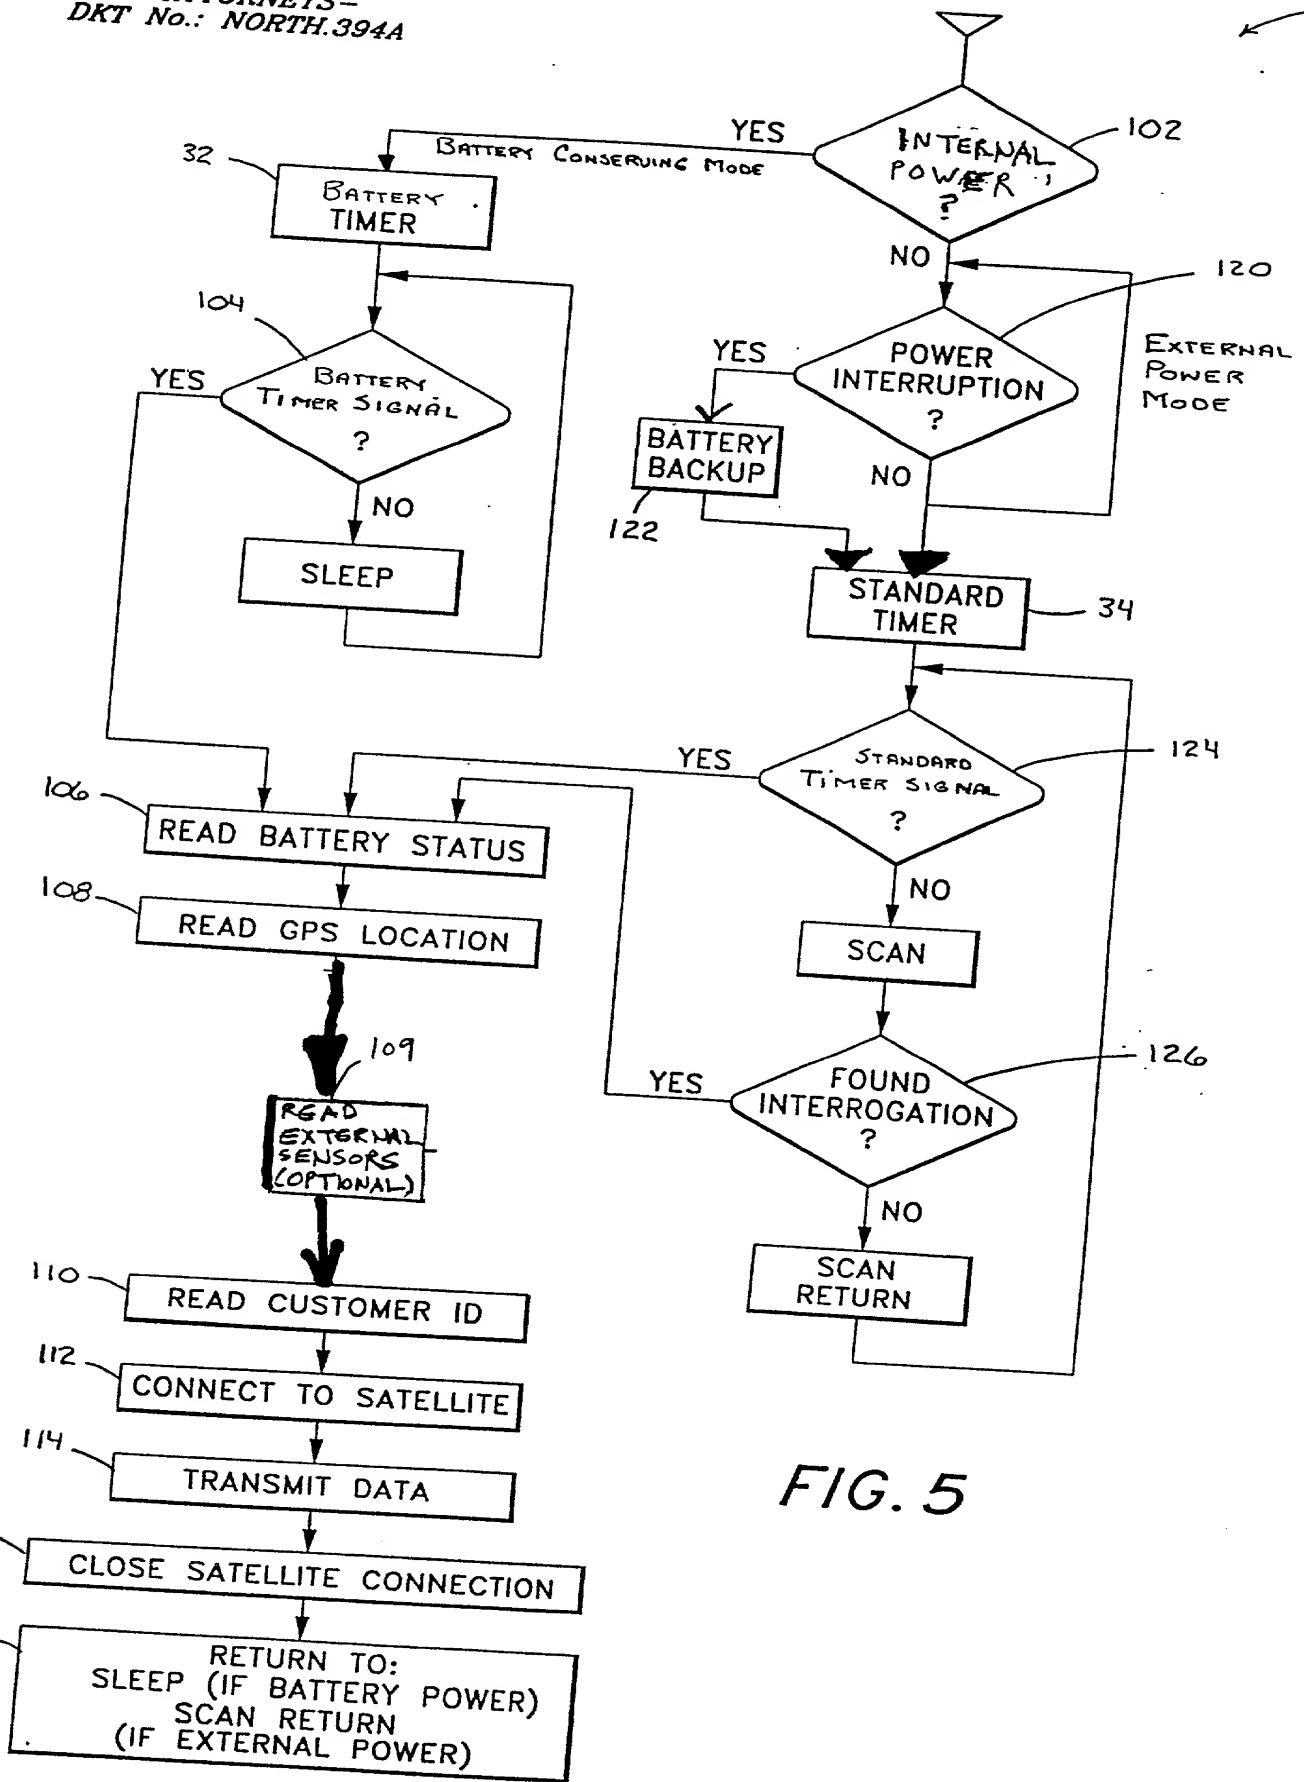 DKT No.: NORTH.394A
102
INTERNAL
POWER
?
YES
BATTERY CONSERVING MODE
32
BATTERY
TIMER
NO
120
104
BATTERY
TIMER SIGNAL
?
YES
YES
POWER
INTERRUPTION
?
EXTERNAL
POWER
MODE
BATTERY
BACKUP
122
NO
NO
SLEEP
STANDARD
TIMER
34
YES
STANDARD
TIMER SIGNAL
?
124
106
READ BATTERY STATUS
NO
108
READ GPS LOCATION
SCAN
109
READ
EXTERNAL
SENSORS
(OPTIONAL)
YES
FOUND
INTERROGATION
?
126
NO
SCAN
RETURN
110
READ CUSTOMER ID
112
CONNECT TO SATELLITE
114
TRANSMIT DATA
FIG. 5
CLOSE SATELLITE CONNECTION
RETURN TO:
SLEEP (IF BATTERY POWER)
SCAN RETURN
(IF EXTERNAL POWER)